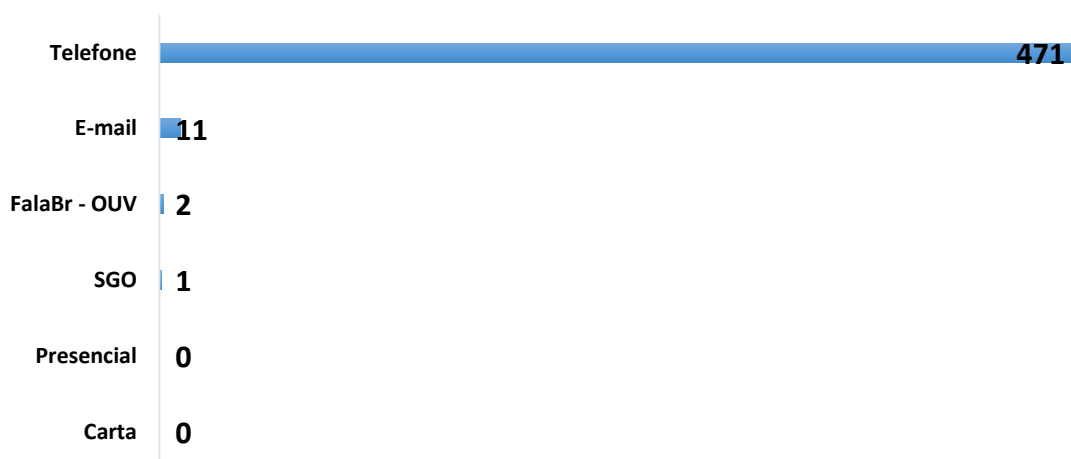 Telefone 471
E-mail 11
FalaBr - OUV 2
SGO 1
Presencial 0
Carta 0